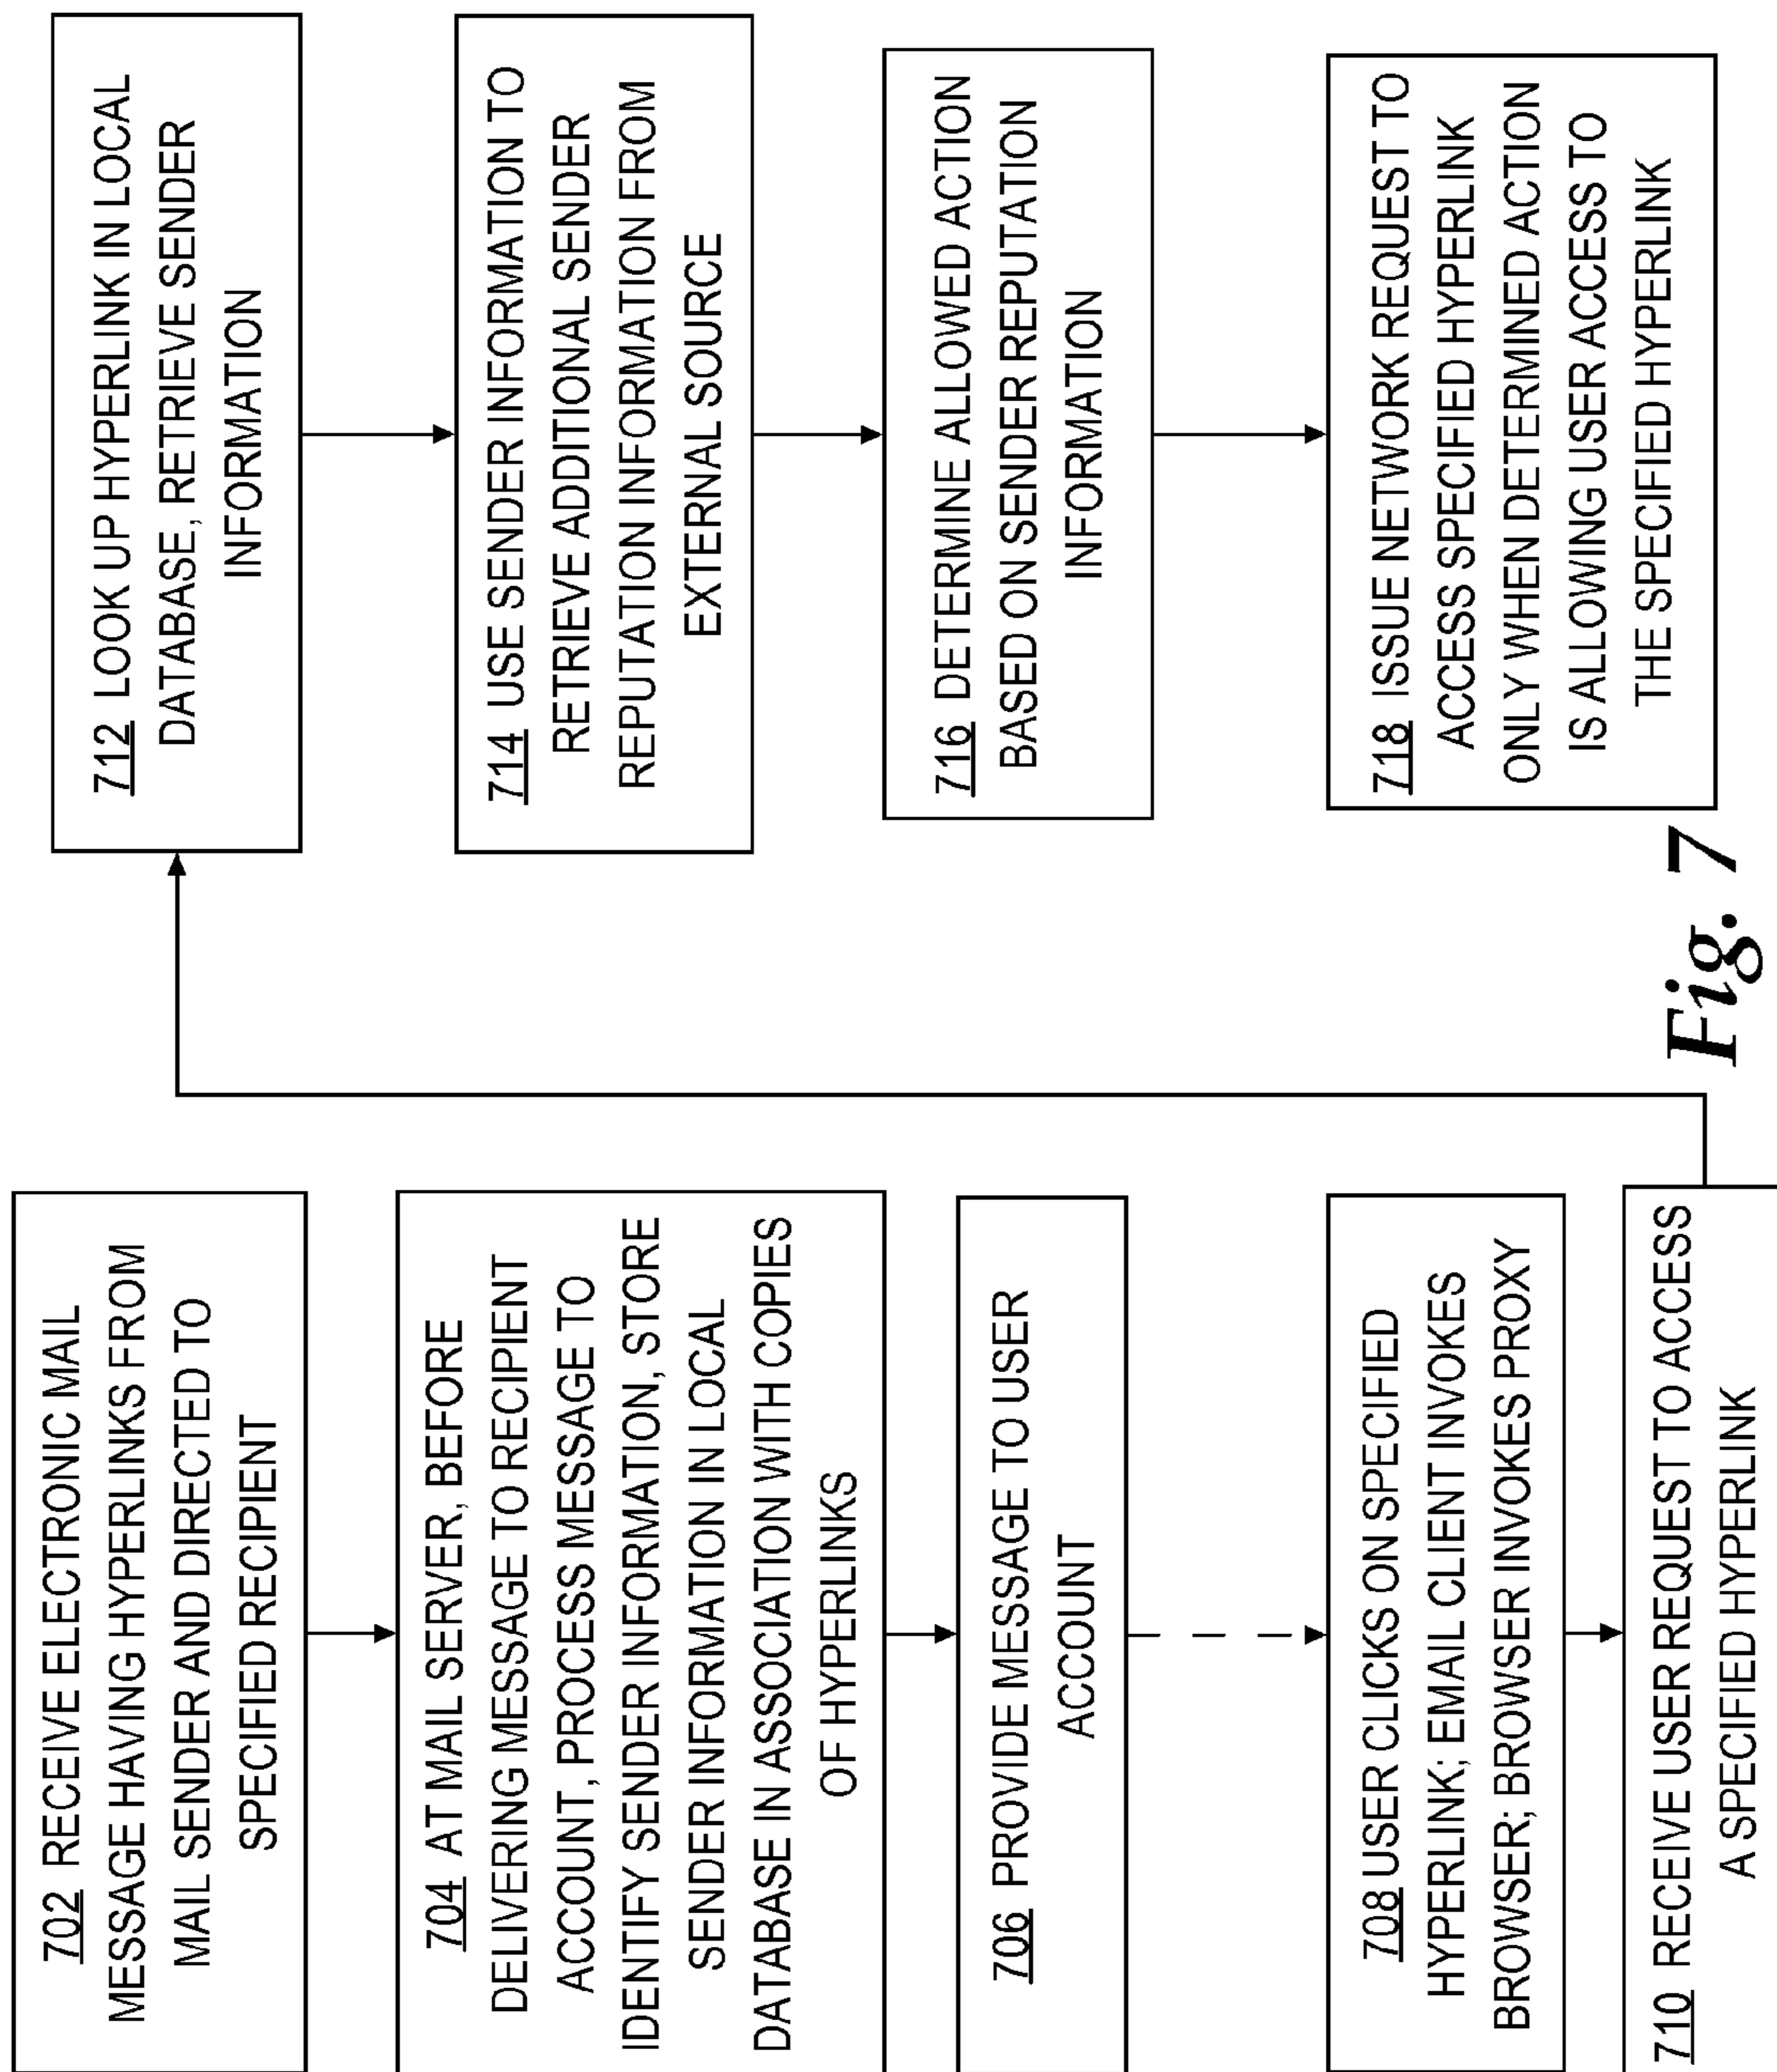 702 RECEIVE ELECTRONIC MAIL
MESSAGE HAVING HYPERLINKS FROM
MAIL SENDER AND DIRECTED TO
SPECIFIED RECIPIENT
704 AT MAIL SERVER, BEFORE
DELIVERING MESSAGE TO RECIPIENT
ACCOUNT, PROCESS MESSAGE TO
IDENTIFY SENDER INFORMATION, STORE
SENDER INFORMATION IN LOCAL
DATABASE IN ASSOCIATION WITH COPIES
OF HYPERLINKS
706 PROVIDE MESSAGE TO USER
ACCOUNT
708 USER CLICKS ON SPECIFIED
HYPERLINK; EMAIL CLIENT INVOKES
BROWSER; BROWSER INVOKES PROXY
710 RECEIVE USER REQUEST TO ACCESS
A SPECIFIED HYPERLINK
712 LOOK UP HYPERLINK IN LOCAL
DATABASE, RETRIEVE SENDER
INFORMATION
714 USE SENDER INFORMATION TO
RETRIEVE ADDITIONAL SENDER
REPUTATION INFORMATION FROM
EXTERNAL SOURCE
716 DETERMINE ALLOWED ACTION
BASED ON SENDER REPUTATION
INFORMATION
718 ISSUE NETWORK REQUEST TO
ACCESS SPECIFIED HYPERLINK
ONLY WHEN DETERMINED ACTION
IS ALLOWING USER ACCESS TO
THE SPECIFIED HYPERLINK
Fig. 7